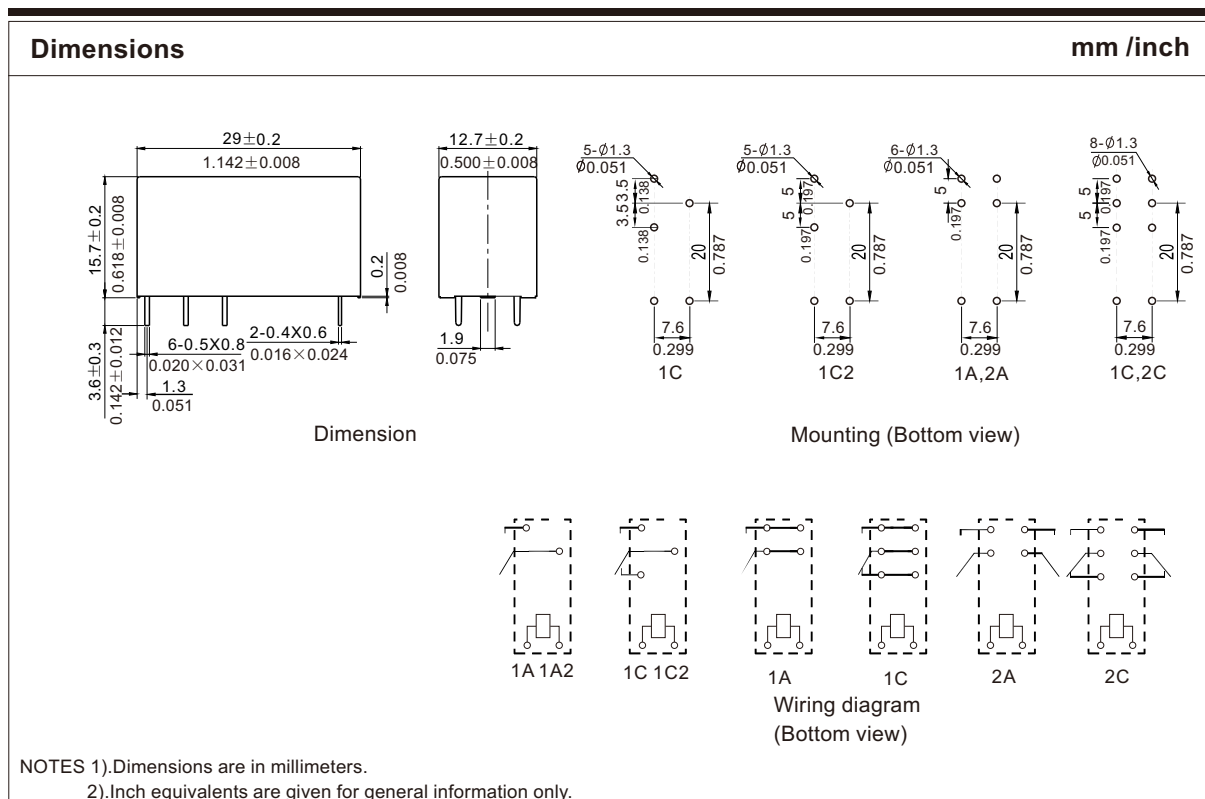 Dimensions
mm /inch
29±0.2
1.142±0.008
15.7±0.2
0.618±0.008
0.2
0.008
3.6±0.3
0.142±0.012
6-0.5X0.8
0.020×0.031
2-0.4X0.6
0.016×0.024
1.3
0.051
12.7±0.2
0.500±0.008
1.9
0.075
Dimension
5-Ø1.3
Ø0.051
3.5
0.138
3.5
0.138
20
0.787
7.6
0.299
1C
5-Ø1.3
Ø0.051
5
0.197
5
0.197
20
0.787
7.6
0.299
1C2
6-Ø1.3
Ø0.051
5
0.197
20
0.787
7.6
0.299
1A,2A
8-Ø1.3
Ø0.051
5
0.197
5
0.197
20
0.787
7.6
0.299
1C,2C
Mounting (Bottom view)
1A 1A2
1C 1C2
1A
1C
2A
2C
Wiring diagram
(Bottom view)
NOTES 1).Dimensions are in millimeters.
2).Inch equivalents are given for general information only.